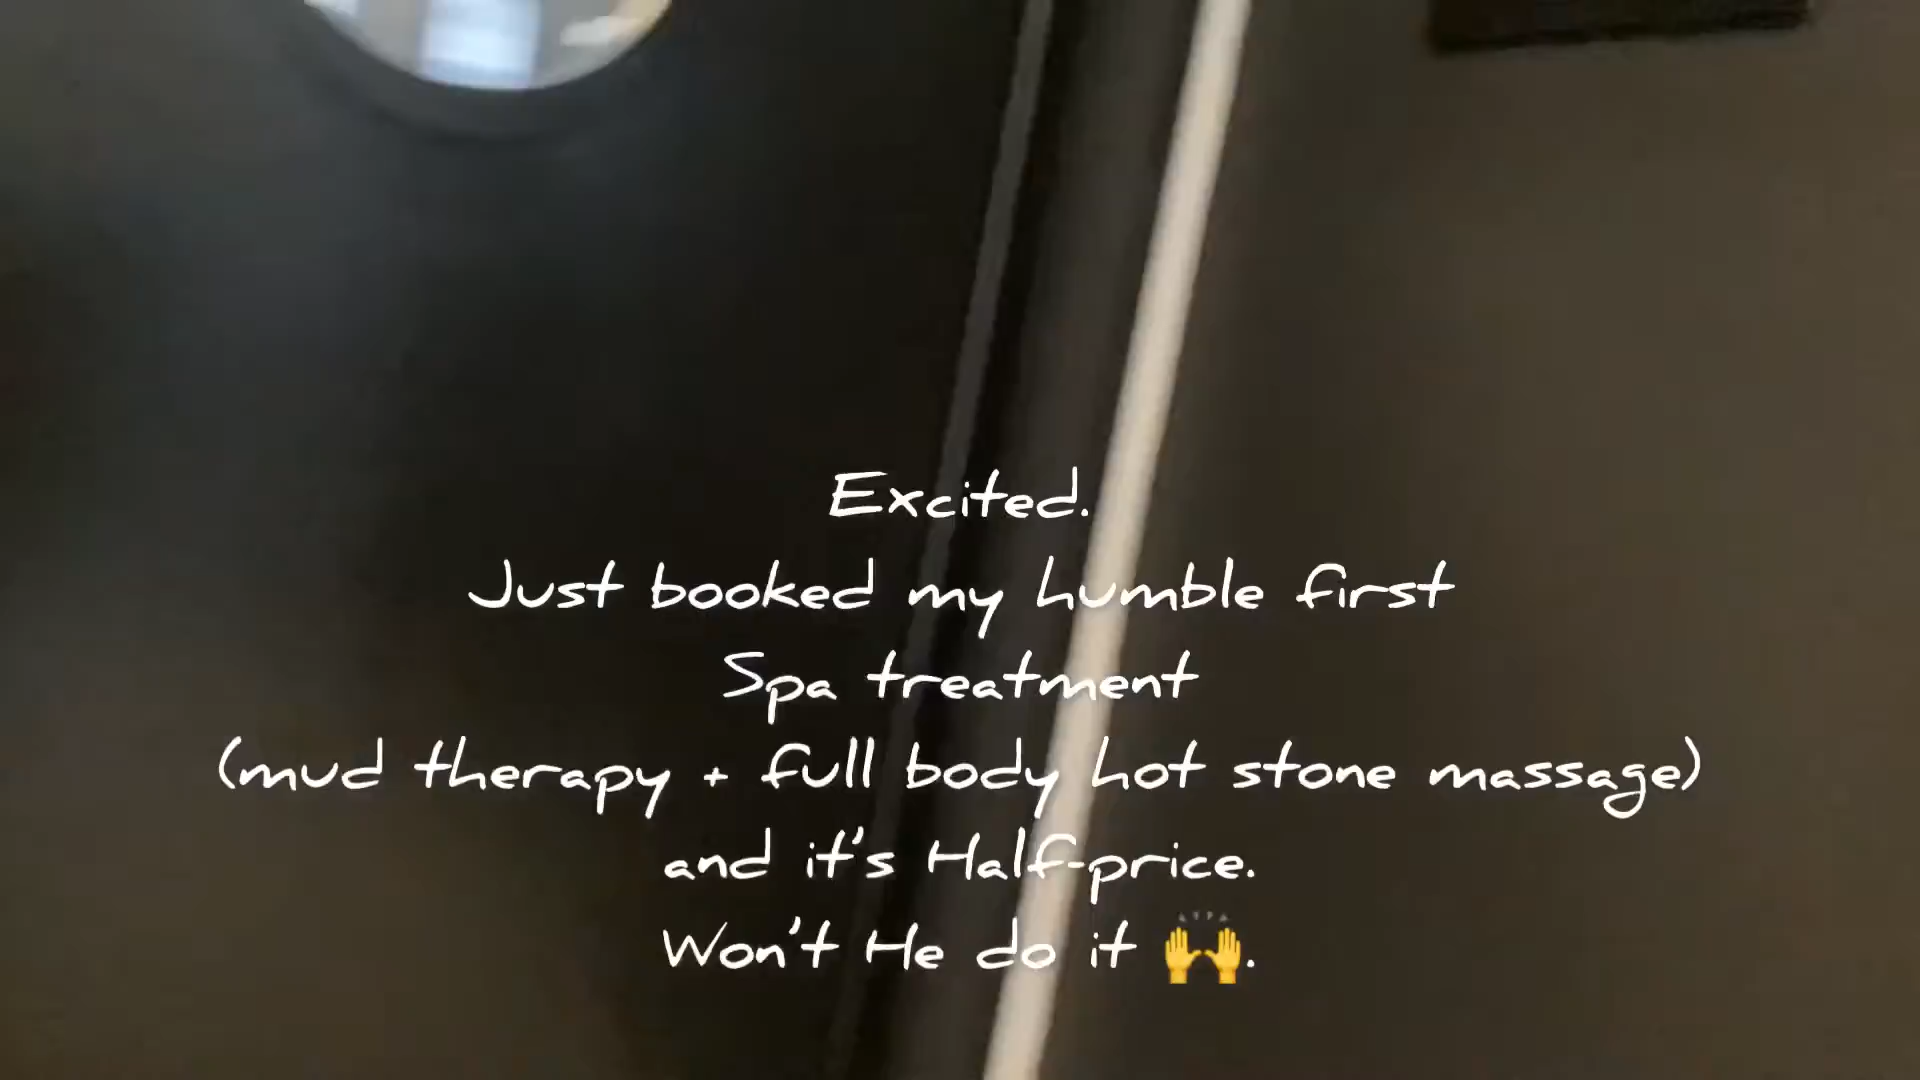 Excited.
Just booked my humble first
Spa treatment
(mud therapy + full body hot stone massage)
and it's Half-price.
Won't He do it 🙌.